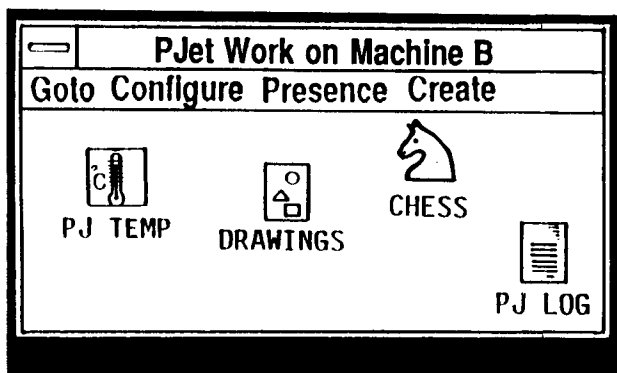 PJet Work on Machine B
Goto Configure Presence Create
°C
PJ TEMP
DRAWINGS
CHESS
PJ LOG